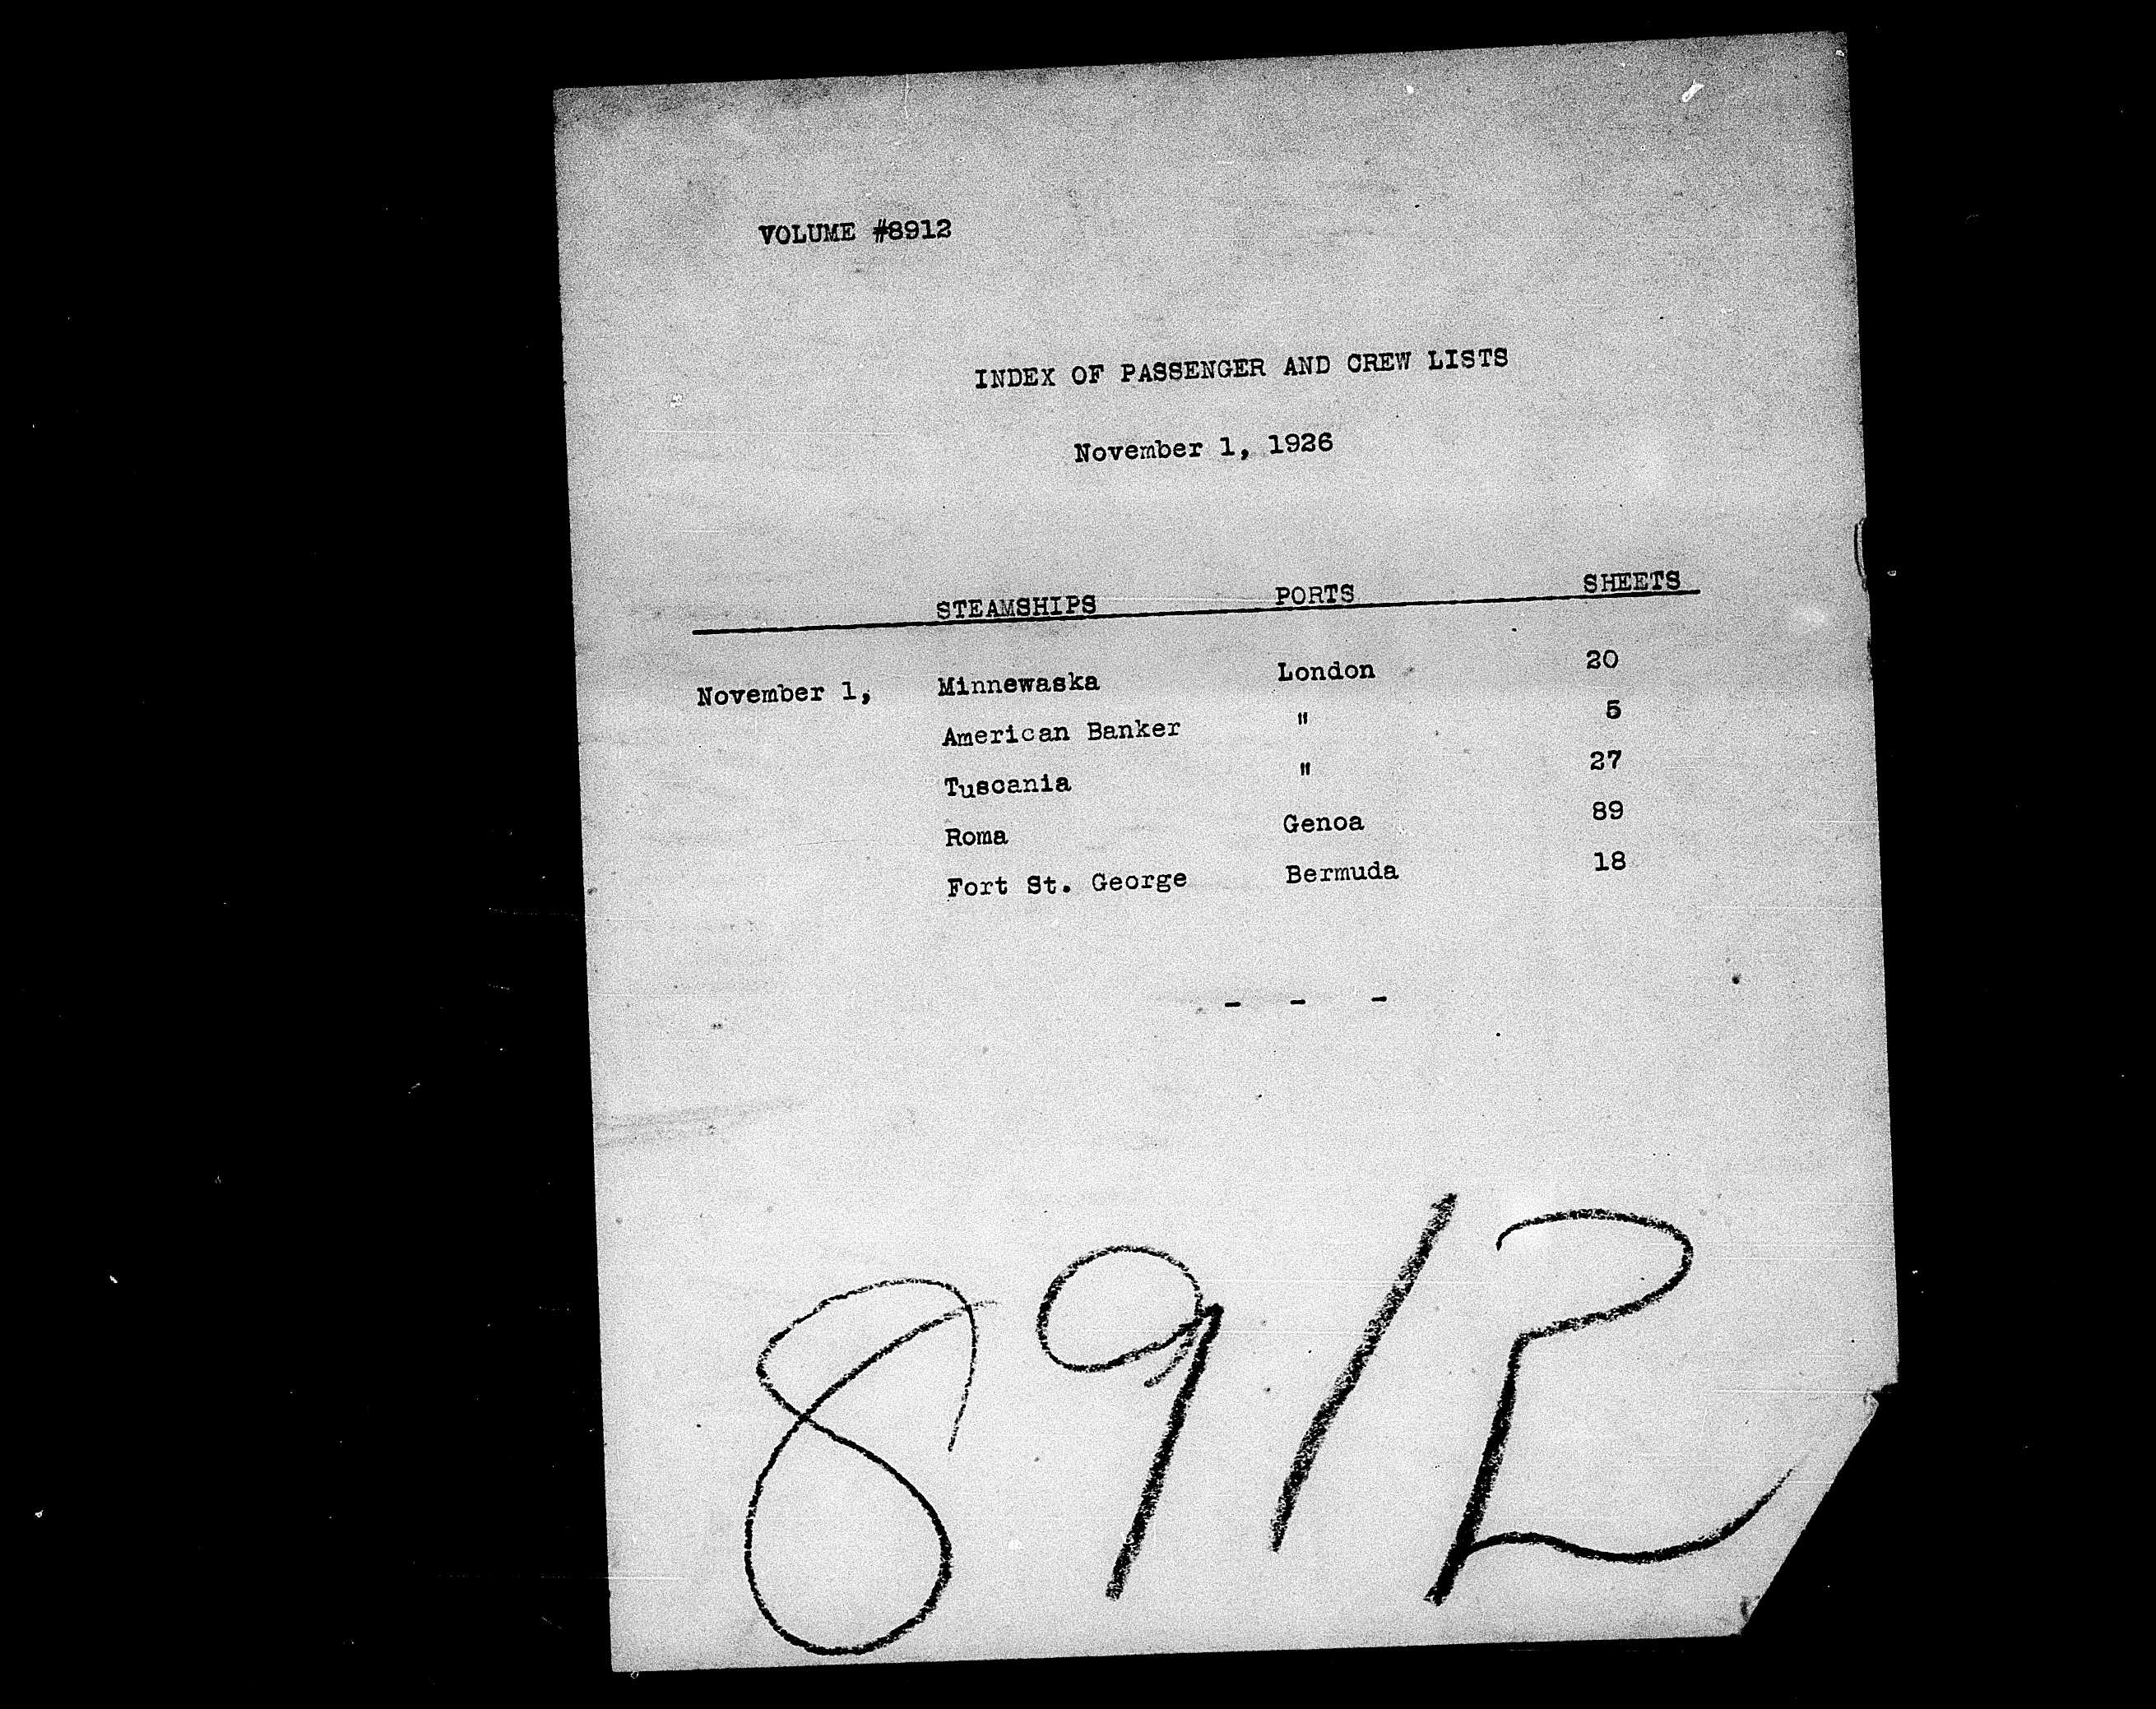 VOLUME #8912
INDEX OF PASSENGER AND CREW LISTS
November 1, 1926
STEAMSHIPS PORTS SHEETS
November 1, Minnewaska London 20
American Banker " 5
Tuscania " 27
Roma Genoa 89
Fort St. George Bermuda 18
- - -
8912